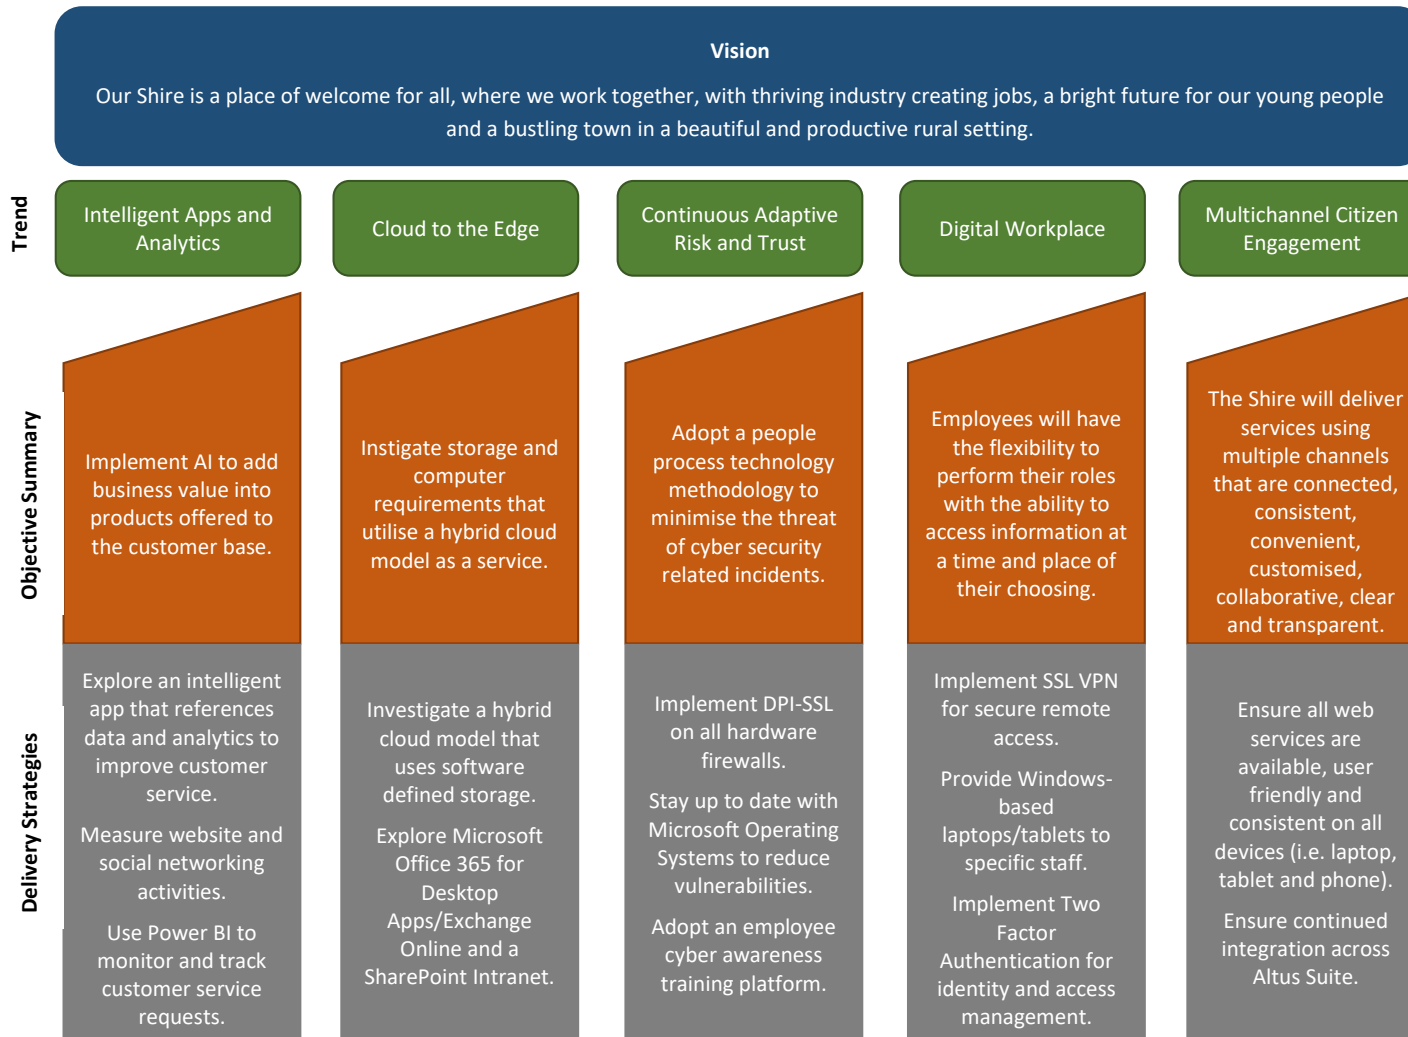 Vision
Our Shire is a place of welcome for all, where we work together, with thriving industry creating jobs, a bright future for our young people
and a bustling town in a beautiful and productive rural setting.
Trend
Intelligent Apps and
Analytics
Cloud to the Edge
Continuous Adaptive
Risk and Trust
Digital Workplace
Multichannel Citizen
Engagement
Objective Summary
Implement AI to add
business value into
products offered to
the customer base.
Instigate storage and
computer
requirements that
utilise a hybrid cloud
model as a service.
Adopt a people
process technology
methodology to
minimise the threat
of cyber security
related incidents.
Employees will have
the flexibility to
perform their roles
with the ability to
access information at
a time and place of
their choosing.
The Shire will deliver
services using
multiple channels
that are connected,
consistent,
convenient,
customised,
collaborative, clear
and transparent.
Delivery Strategies
Explore an intelligent
app that references
data and analytics to
improve customer
service.
Measure website and
social networking
activities.
Use Power BI to
monitor and track
customer service
requests.
Investigate a hybrid
cloud model that
uses software
defined storage.
Explore Microsoft
Office 365 for
Desktop
Apps/Exchange
Online and a
SharePoint Intranet.
Implement DPI-SSL
on all hardware
firewalls.
Stay up to date with
Microsoft Operating
Systems to reduce
vulnerabilities.
Adopt an employee
cyber awareness
training platform.
Implement SSL VPN
for secure remote
access.
Provide Windows-
based
laptops/tablets to
specific staff.
Implement Two
Factor
Authentication for
identity and access
management.
Ensure all web
services are
available, user
friendly and
consistent on all
devices (i.e. laptop,
tablet and phone).
Ensure continued
integration across
Altus Suite.